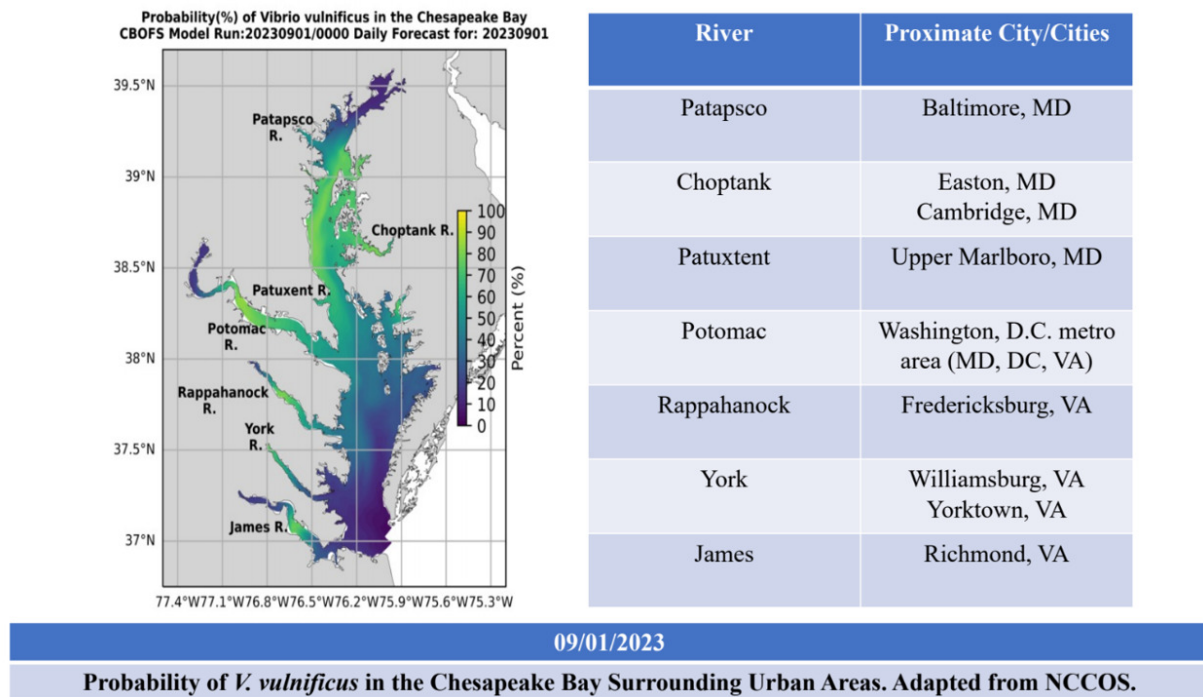 Probability(%) of Vibrio vulnificus in the Chesapeake Bay
CBOFS Model Run:20230901/0000 Daily Forecast for: 20230901
39.5°N
39°N
38.5°N
38°N
37.5°N
37°N
77.4°W77.1°W76.8°W76.5°W76.2°W75.9°W75.6°W75.3°W
Patapsco
R.
Choptank R.
Patuxent R.
Potomac
R.
Rappahanock
R.
York
R.
James R.
100
90
80
70
60
50
40
30
20
10
0
Percent (%)
River Proximate City/Cities
Patapsco Baltimore, MD
Choptank Easton, MD
Cambridge, MD
Patuxtent Upper Marlboro, MD
Potomac Washington, D.C. metro
area (MD, DC, VA)
Rappahanock Fredericksburg, VA
York Williamsburg, VA
Yorktown, VA
James Richmond, VA
09/01/2023
Probability of V. vulnificus in the Chesapeake Bay Surrounding Urban Areas. Adapted from NCCOS.